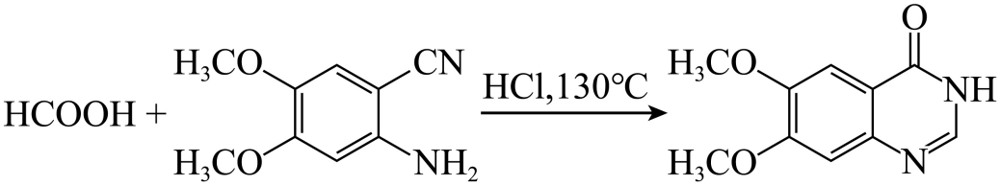 O
H₃CO CN HCl,130℃ H₃CO
HCOOH + NH
H₃CO NH₂ H₃CO N